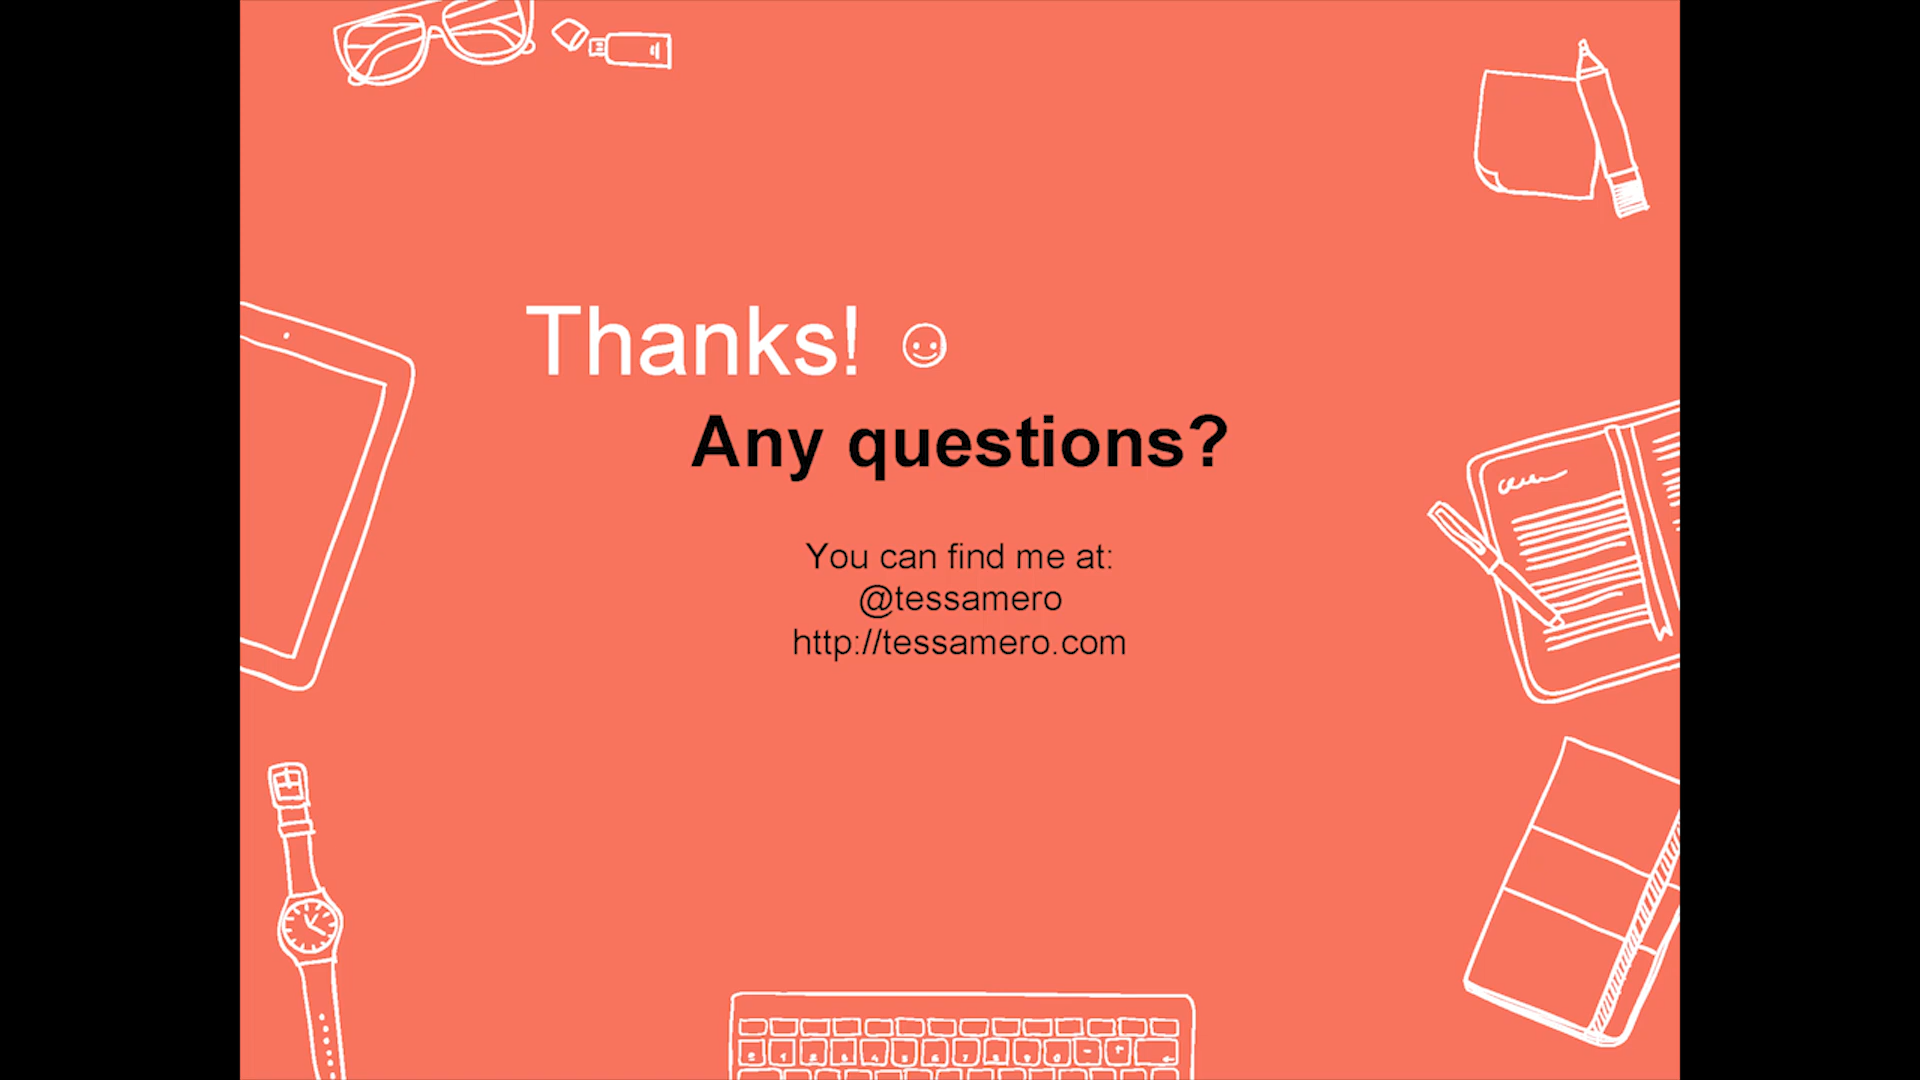 Thanks! ☺
Any questions?
You can find me at:
@tessamero
http://tessamero.com